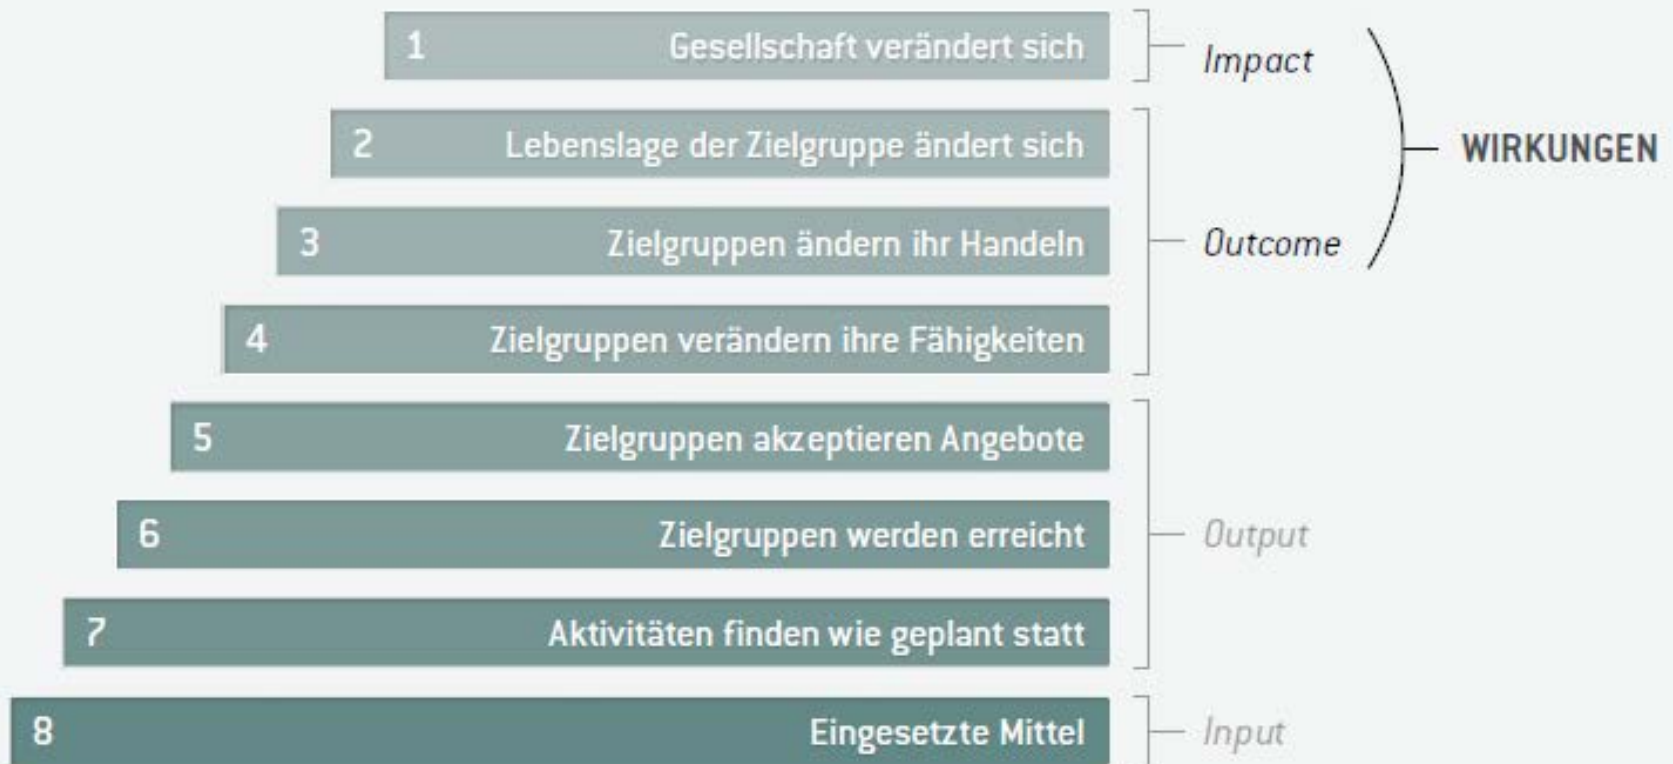 1 Gesellschaft verändert sich
Impact
2 Lebenslage der Zielgruppe ändert sich
WIRKUNGEN
3 Zielgruppen ändern ihr Handeln
Outcome
4 Zielgruppen verändern ihre Fähigkeiten
5 Zielgruppen akzeptieren Angebote
6 Zielgruppen werden erreicht
Output
7 Aktivitäten finden wie geplant statt
8 Eingesetzte Mittel
Input